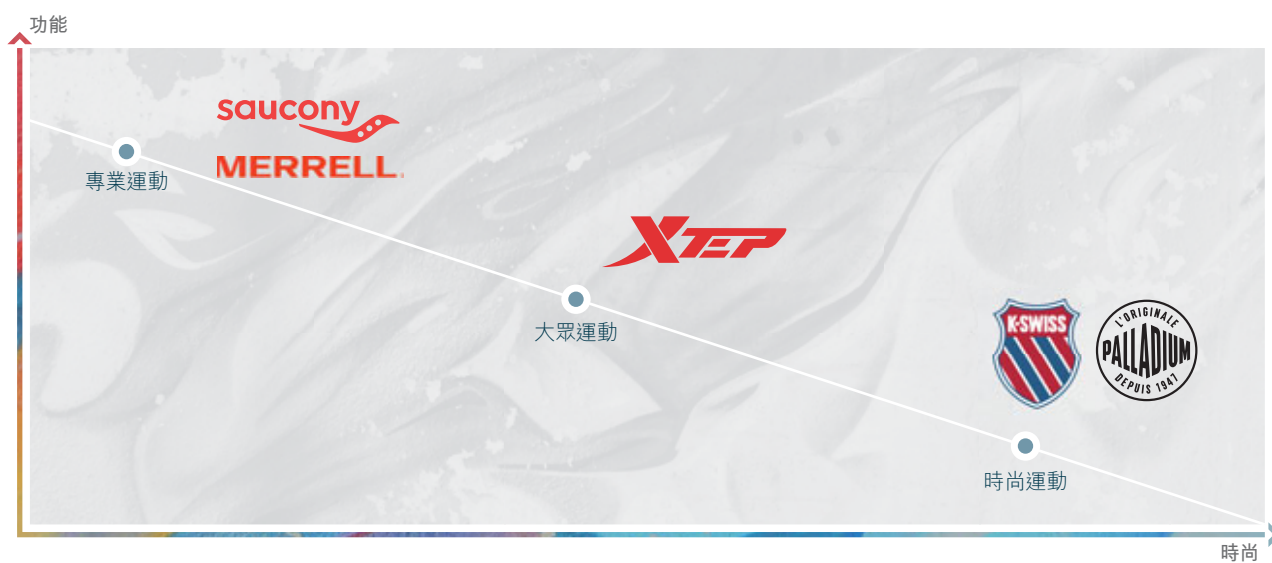 功能
saucony
MERRELL
專業運動
XTEP
大眾運動
K·SWISS
L'ORIGINALE
PALLADIUM
DEPUIS 1947
時尚運動
時尚